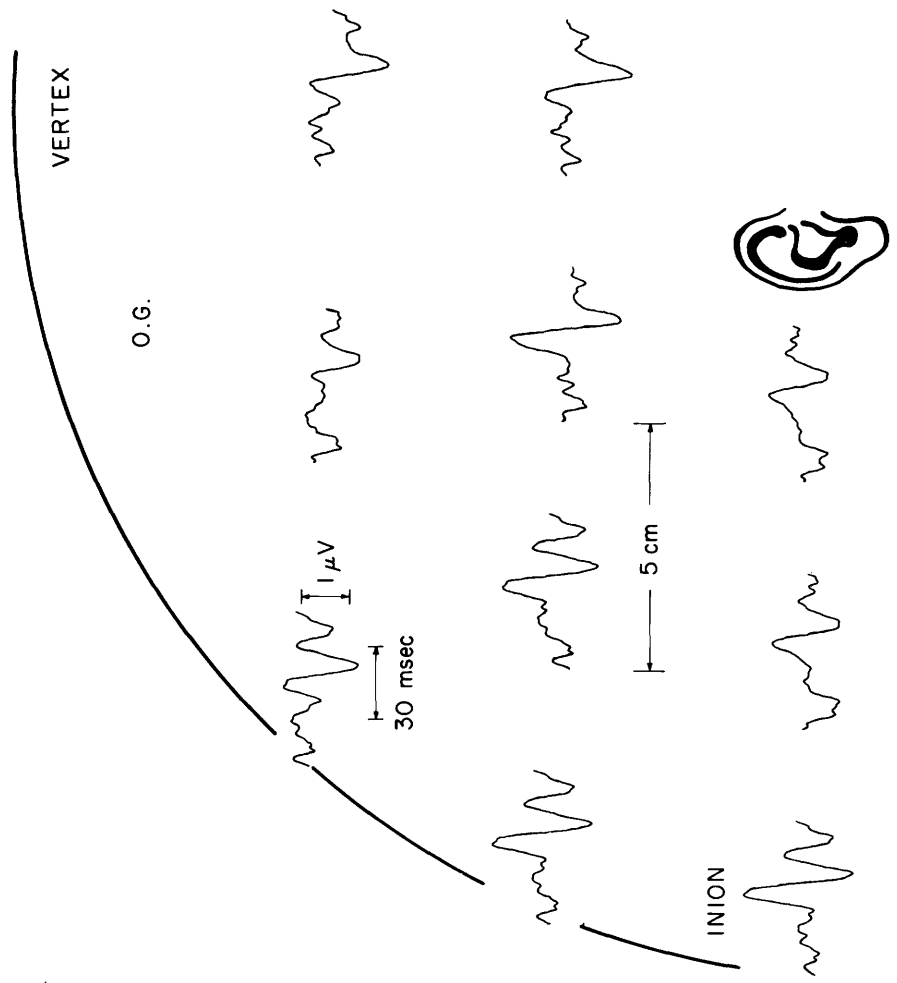 VERTEX
O.G.
1 μV
30 msec
5 cm
INION